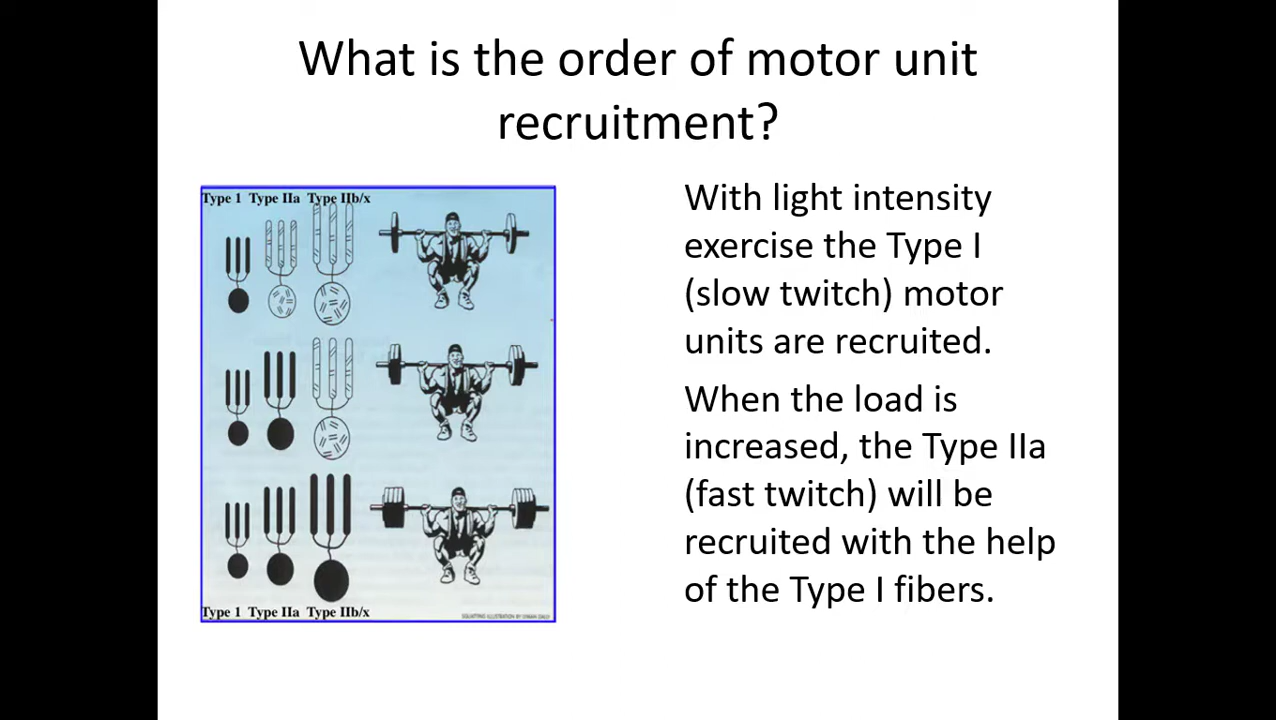 What is the order of motor unit
recruitment?
Type 1 Type IIa Type IIb/x
With light intensity
exercise the Type I
(slow twitch) motor
units are recruited.
When the load is
increased, the Type IIa
(fast twitch) will be
recruited with the help
of the Type I fibers.
Type 1 Type IIa Type IIb/x